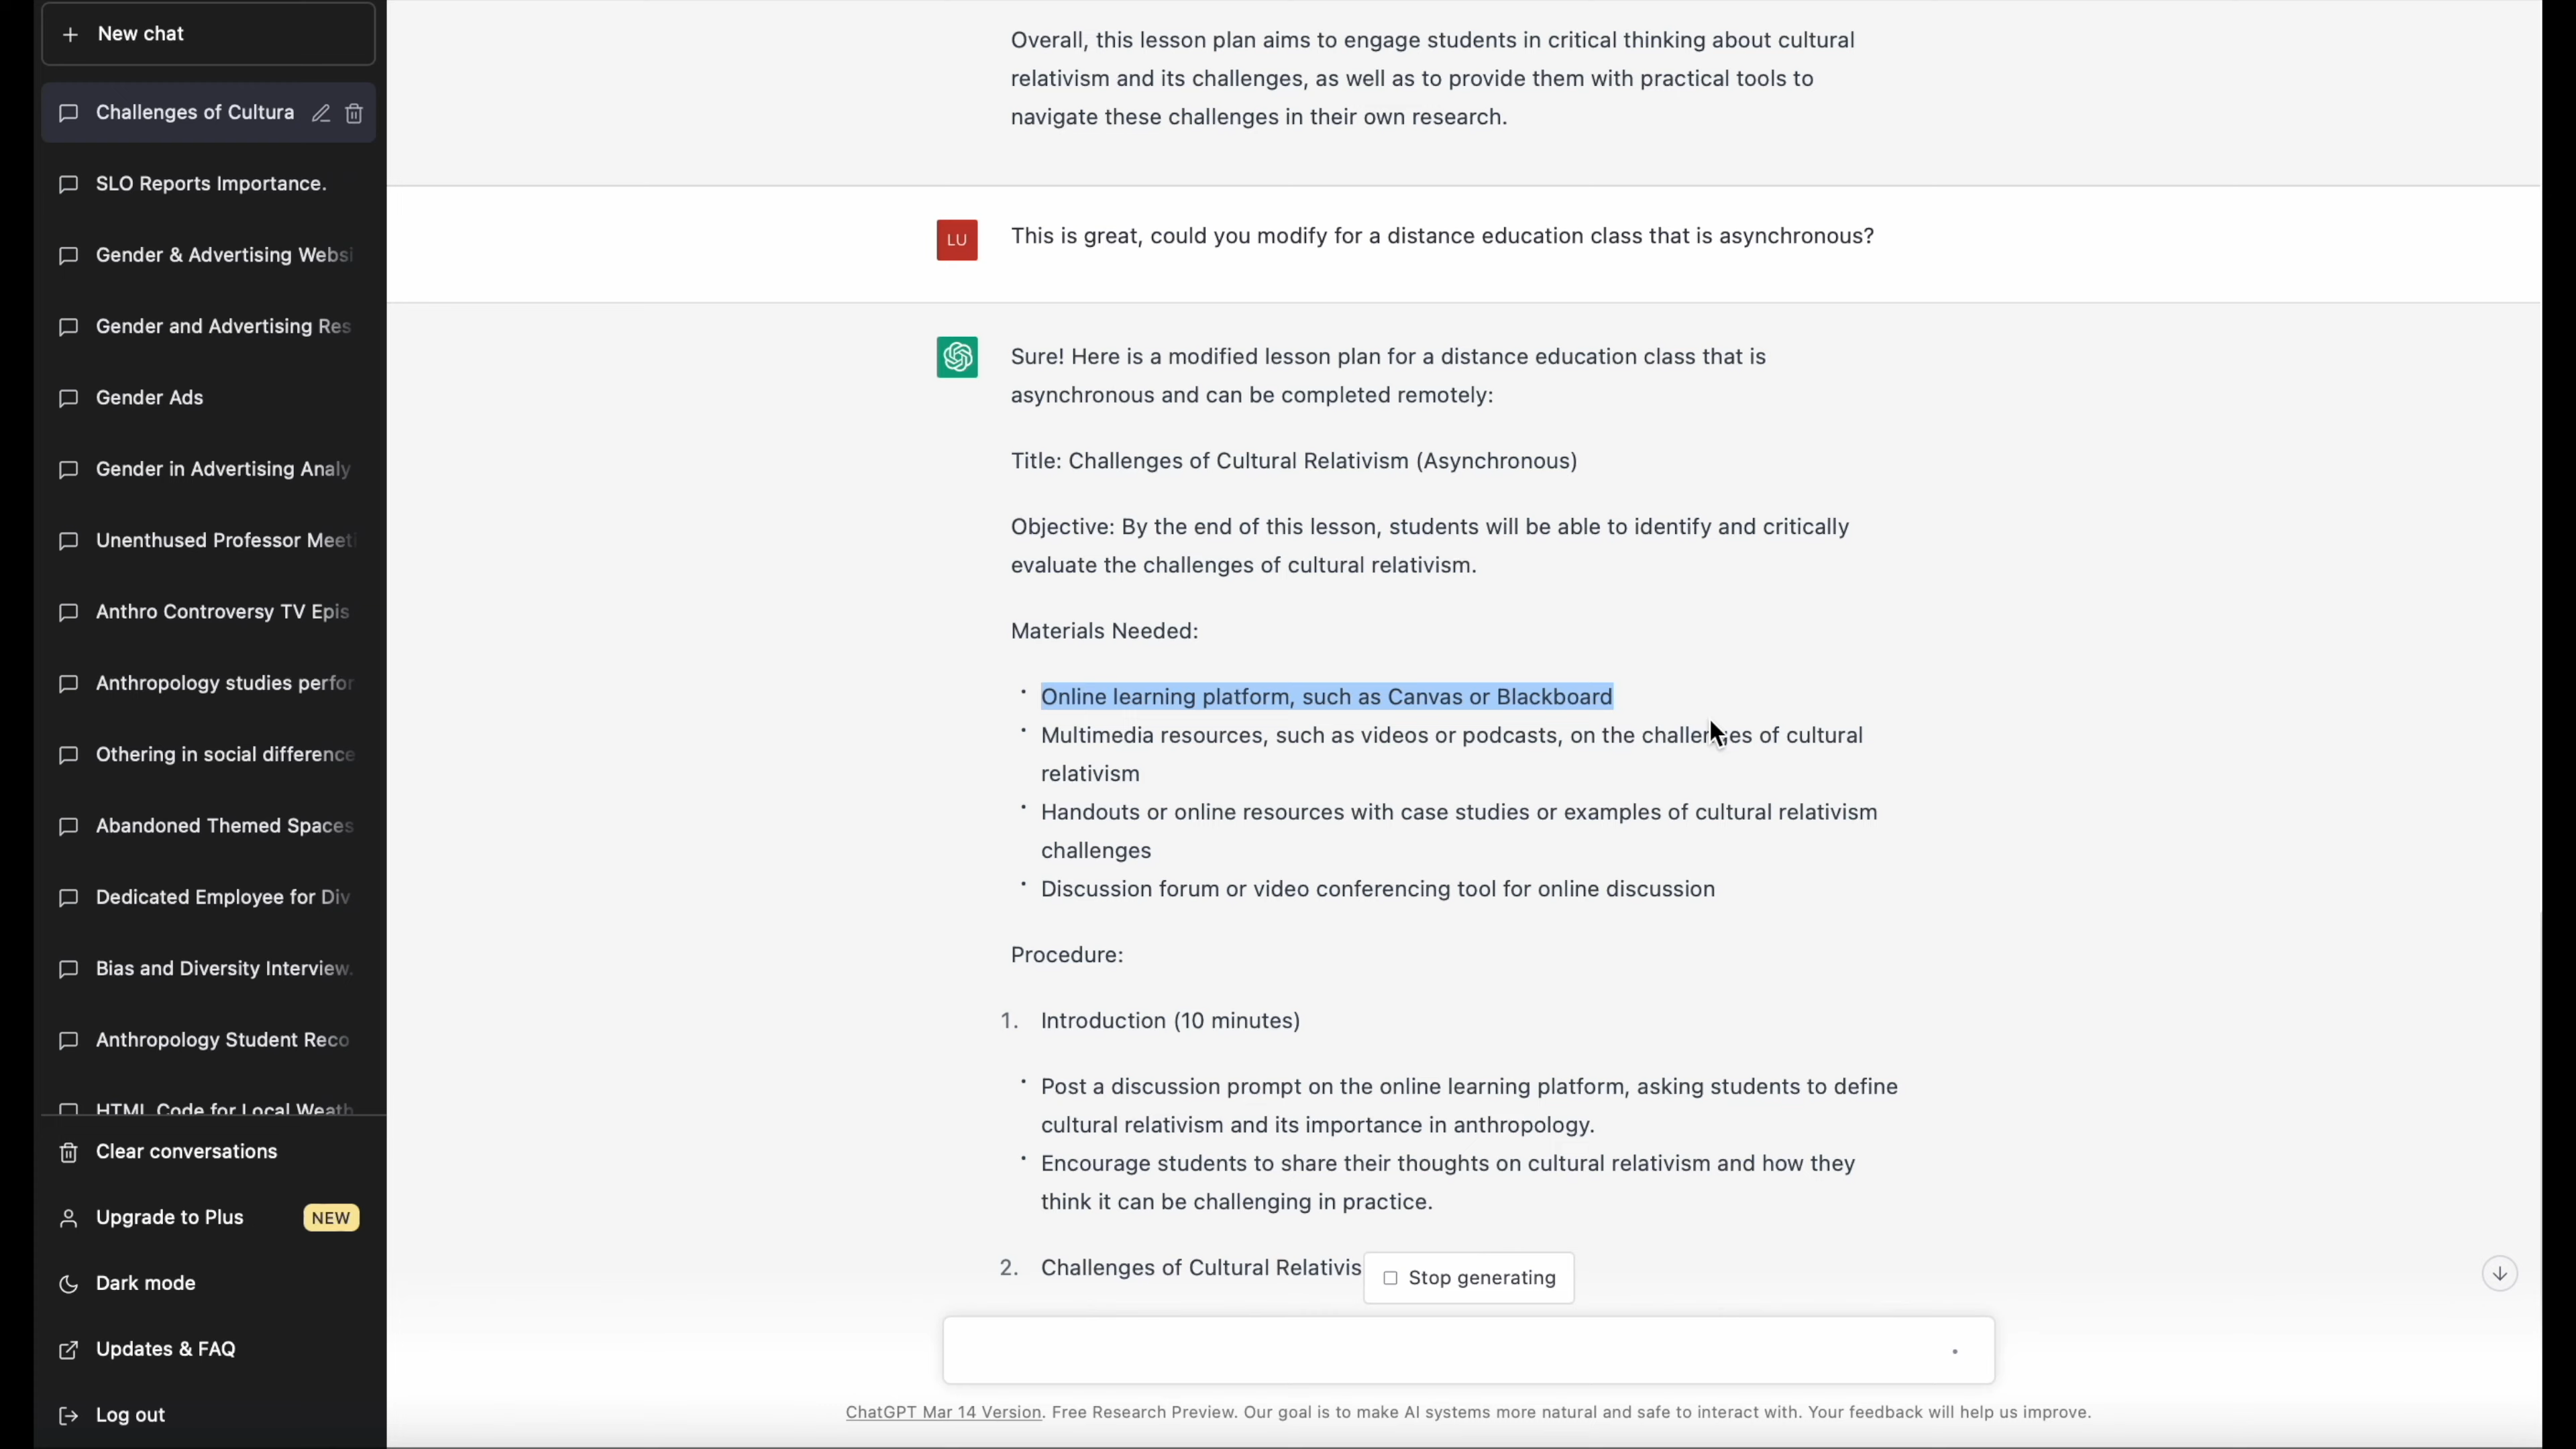 New chat
Challenges of Cultura
SLO Reports Importance.
Gender & Advertising Websi
Gender and Advertising Res
Gender Ads
Gender in Advertising Analy
Unenthused Professor Meeti
Anthro Controversy TV Epis
Anthropology studies perfor
Othering in social difference
Abandoned Themed Spaces
Dedicated Employee for Div
Bias and Diversity Interview.
Anthropology Student Reco
HTML Code for Local Weath
Clear conversations
Upgrade to Plus NEW
Dark mode
Updates & FAQ
Log out
Overall, this lesson plan aims to engage students in critical thinking about cultural
relativism and its challenges, as well as to provide them with practical tools to
navigate these challenges in their own research.
LU
This is great, could you modify for a distance education class that is asynchronous?
Sure! Here is a modified lesson plan for a distance education class that is
asynchronous and can be completed remotely:
Title: Challenges of Cultural Relativism (Asynchronous)
Objective: By the end of this lesson, students will be able to identify and critically
evaluate the challenges of cultural relativism.
Materials Needed:
• Online learning platform, such as Canvas or Blackboard
• Multimedia resources, such as videos or podcasts, on the challenges of cultural
relativism
• Handouts or online resources with case studies or examples of cultural relativism
challenges
• Discussion forum or video conferencing tool for online discussion
Procedure:
1. Introduction (10 minutes)
• Post a discussion prompt on the online learning platform, asking students to define
cultural relativism and its importance in anthropology.
• Encourage students to share their thoughts on cultural relativism and how they
think it can be challenging in practice.
2. Challenges of Cultural Relativis
Stop generating
ChatGPT Mar 14 Version. Free Research Preview. Our goal is to make AI systems more natural and safe to interact with. Your feedback will help us improve.